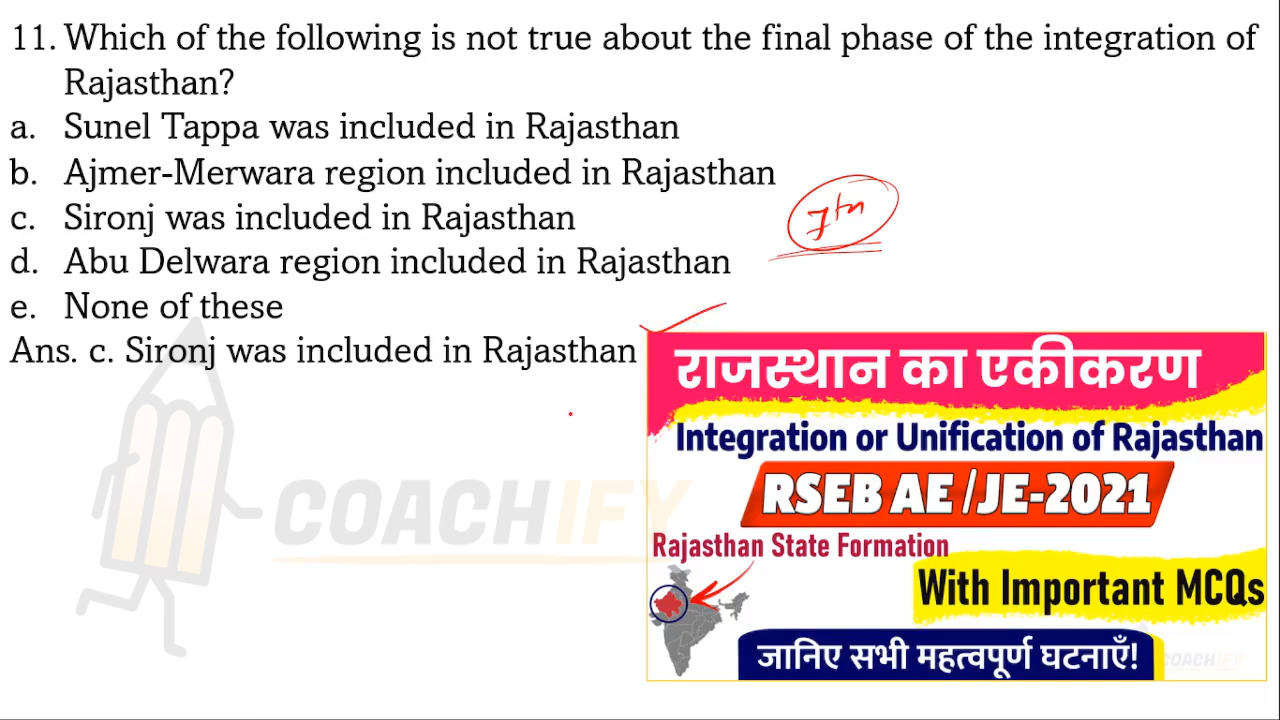 11. Which of the following is not true about the final phase of the integration of
Rajasthan?
a. Sunel Tappa was included in Rajasthan
b. Ajmer-Merwara region included in Rajasthan
c. Sironj was included in Rajasthan
7th
d. Abu Delwara region included in Rajasthan
e. None of these
Ans. c. Sironj was included in Rajasthan
राजस्थान का एकीकरण
Integration or Unification of Rajasthan
RSEB AE/JE-2021
Rajasthan State Formation
With Important MCQs
जानिए सभी महत्वपूर्ण घटनाएँ!
COACHIFY
COACHIFY